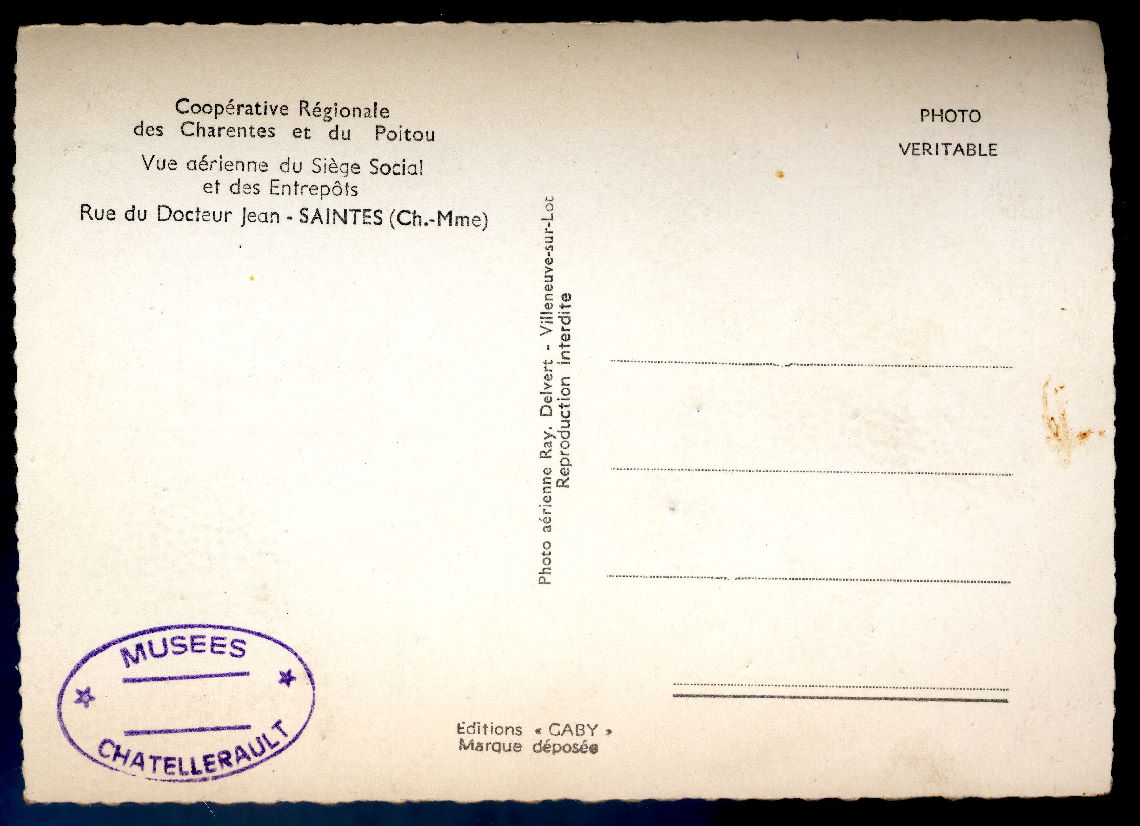 Coopérative Régionale
des Charentes et du Poitou
Vue aérienne du Siège Social
et des Entrepôts
Rue du Docteur Jean - SAINTES (Ch.-Mme)
PHOTO
VERITABLE
Photo aérienne Ray. Delvert - Villeneuve-sur-Lot
Reproduction interdite
MUSEES
CHATELLERAULT
Editions « GABY »
Marque déposée